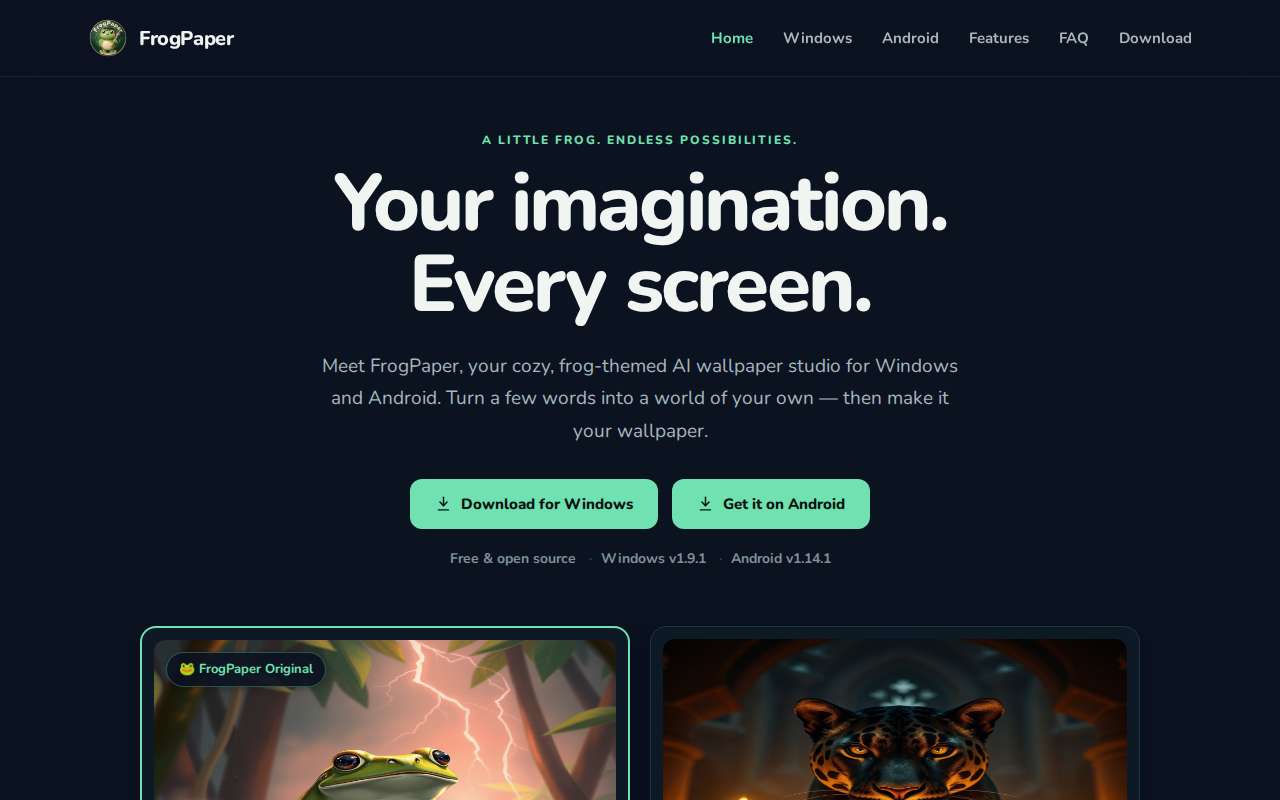 FrogPaper
FrogPaper
Home
Windows
Android
Features
FAQ
Download
A LITTLE FROG. ENDLESS POSSIBILITIES.
Your imagination.
Every screen.
Meet FrogPaper, your cozy, frog-themed AI wallpaper studio for Windows
and Android. Turn a few words into a world of your own — then make it
your wallpaper.
Download for Windows
Get it on Android
Free & open source · Windows v1.9.1 · Android v1.14.1
🐸 FrogPaper Original